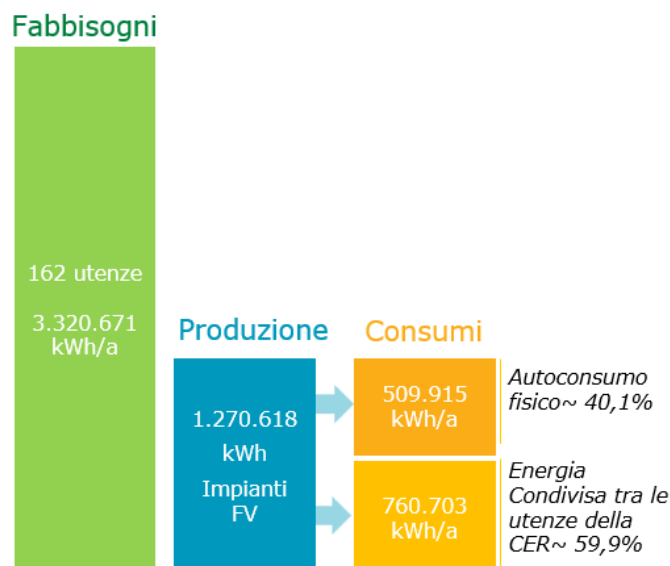 Fabbisogni
162 utenze
3.320.671
kWh/a
Produzione
1.270.618
kWh
Impianti
FV
Consumi
509.915
kWh/a
760.703
kWh/a
Autoconsumo
fisico~ 40,1%
Energia
Condivisa tra le
utenze della
CER~ 59,9%